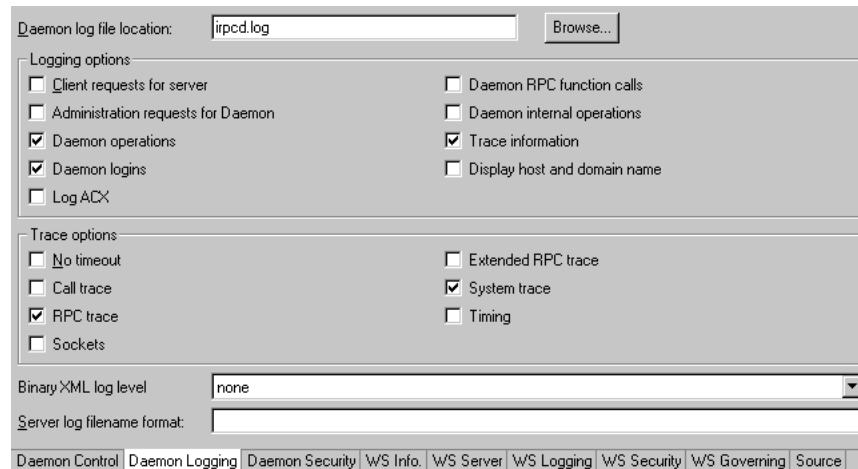 Daemon log file location: irpcd.log Browse...
Logging options
Client requests for server Daemon RPC function calls
Administration requests for Daemon Daemon internal operations
Daemon operations Trace information
Daemon logins Display host and domain name
Log ACX
Trace options
No timeout Extended RPC trace
Call trace System trace
RPC trace Timing
Sockets
Binary XML log level none
Server log filename format:
Daemon Control Daemon Logging Daemon Security WS Info. WS Server WS Logging WS Security WS Governing Source